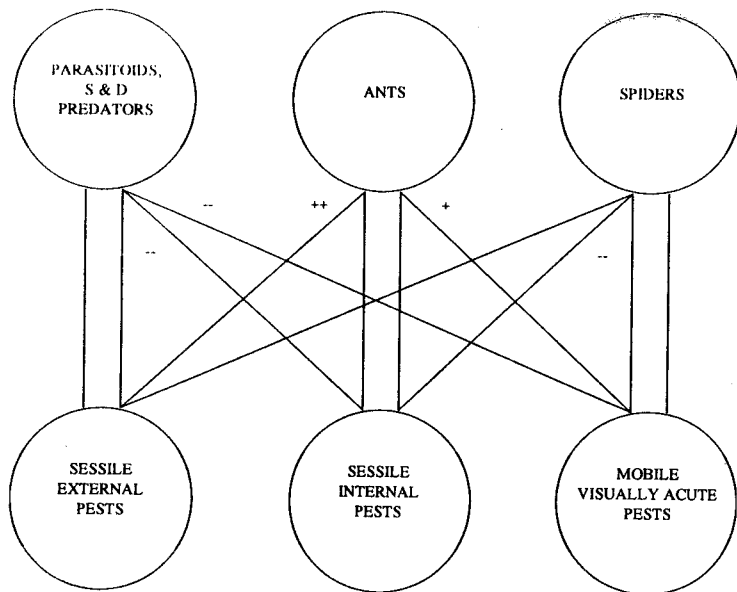 PARASITOIDS,
S & D
PREDATORS
ANTS
SPIDERS
--
++
+
--
--
SESSILE
EXTERNAL
PESTS
SESSILE
INTERNAL
PESTS
MOBILE
VISUALLY ACUTE
PESTS